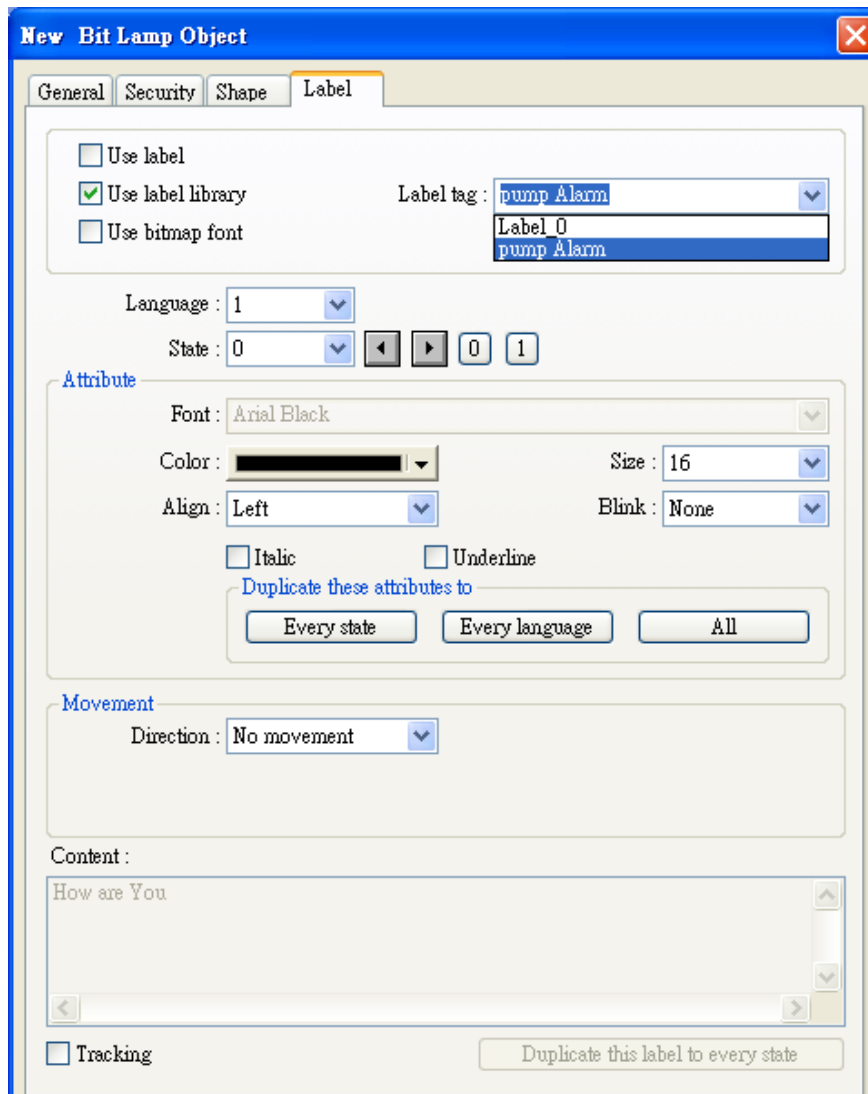 New Bit Lamp Object
General Security Shape Label
Use label
Use label library Label tag : pump Alarm
Use bitmap font Label_0
pump Alarm
Language : 1
State : 0 0 1
Attribute
Font : Arial Black
Color : Size : 16
Align : Left Blink : None
Italic Underline
Duplicate these attributes to
Every state Every language All
Movement
Direction : No movement
Content :
How are You
Tracking Duplicate this label to every state